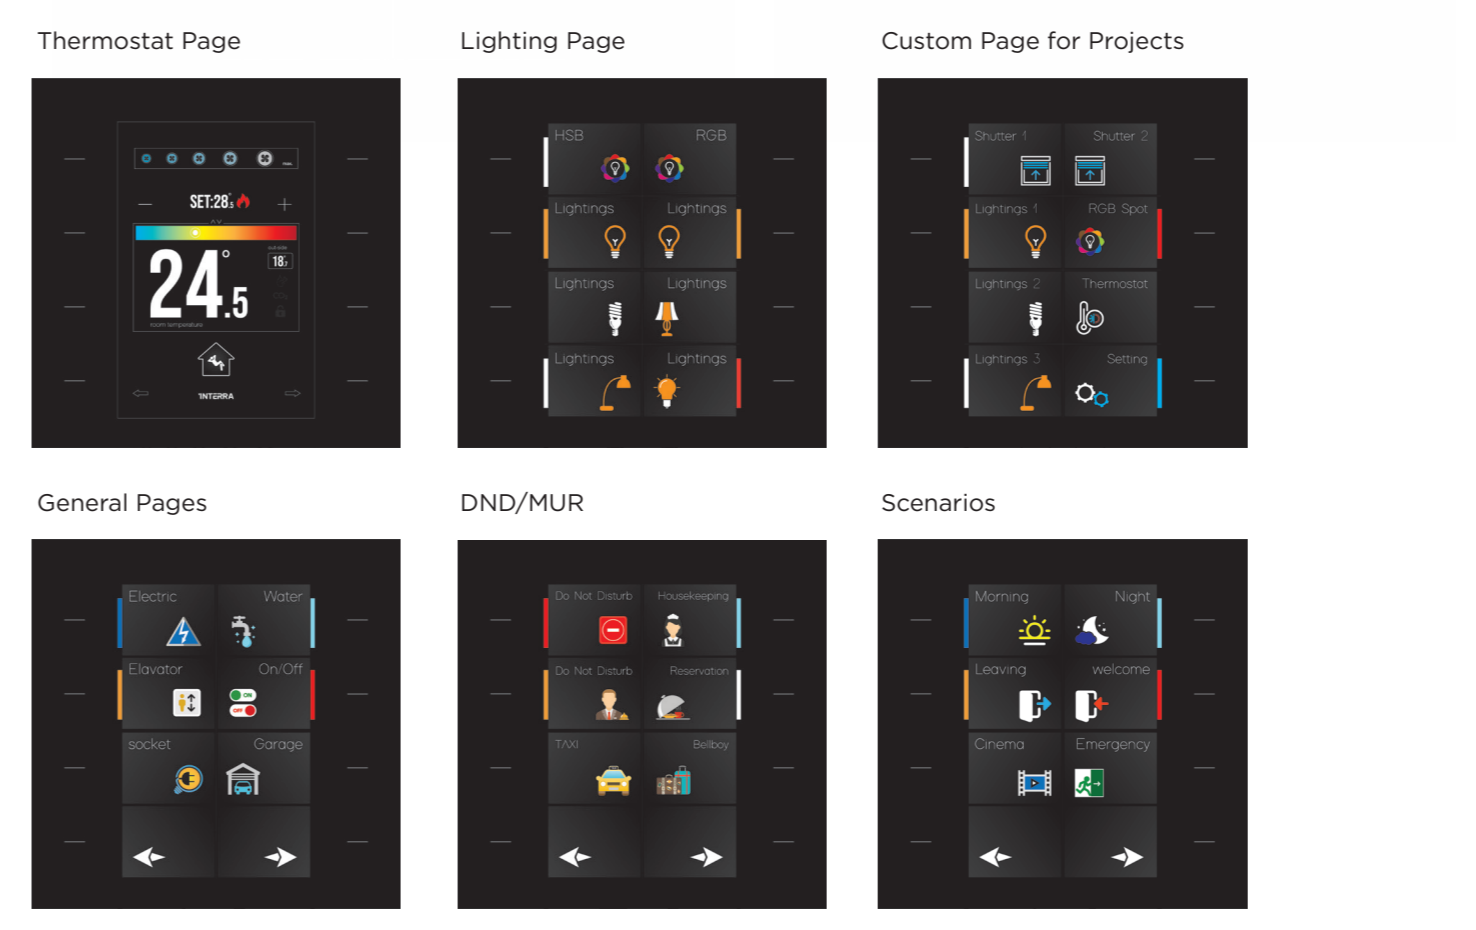 Thermostat Page
Lighting Page
Custom Page for Projects
SET:28°.5
outside
18°.7
24°.5
room temperature
INTERRA
HSB
RGB
Lightings
Lightings
Lightings
Lightings
Lightings
Lightings
Shutter 1
Shutter 2
Lightings 1
RGB Spot
Lightings 2
Thermostat
Lightings 3
Setting
General Pages
DND/MUR
Scenarios
Electric
Water
Elavator
On/Off
ON
OFF
socket
Garage
Do Not Disturb
Housekeeping
Do Not Disturb
Reservation
TAXI
Bellboy
Morning
Night
Leaving
welcome
Cinema
Emergency